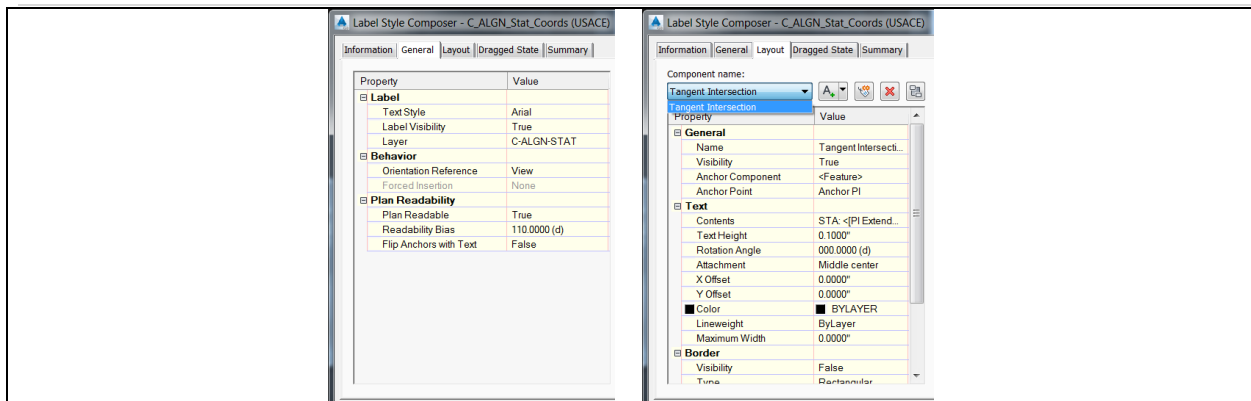 Label Style Composer - C_ALGN_Stat_Coords (USACE)
Information General Layout Dragged State Summary
Property Value
Label
Text Style Arial
Label Visibility True
Layer C-ALGN-STAT
Behavior
Orientation Reference View
Forced Insertion None
Plan Readability
Plan Readable True
Readability Bias 110.0000 (d)
Flip Anchors with Text False
Label Style Composer - C_ALGN_Stat_Coords (USACE)
Information General Layout Dragged State Summary
Component name:
Tangent Intersection
Tangent Intersection
Property Value
General
Name Tangent Intersecti...
Visibility True
Anchor Component <Feature>
Anchor Point Anchor PI
Text
Contents STA: <[PI Extend...
Text Height 0.1000"
Rotation Angle 000.0000 (d)
Attachment Middle center
X Offset 0.0000"
Y Offset 0.0000"
Color BYLAYER
Lineweight ByLayer
Maximum Width 0.0000"
Border
Visibility False
Type Rectangular